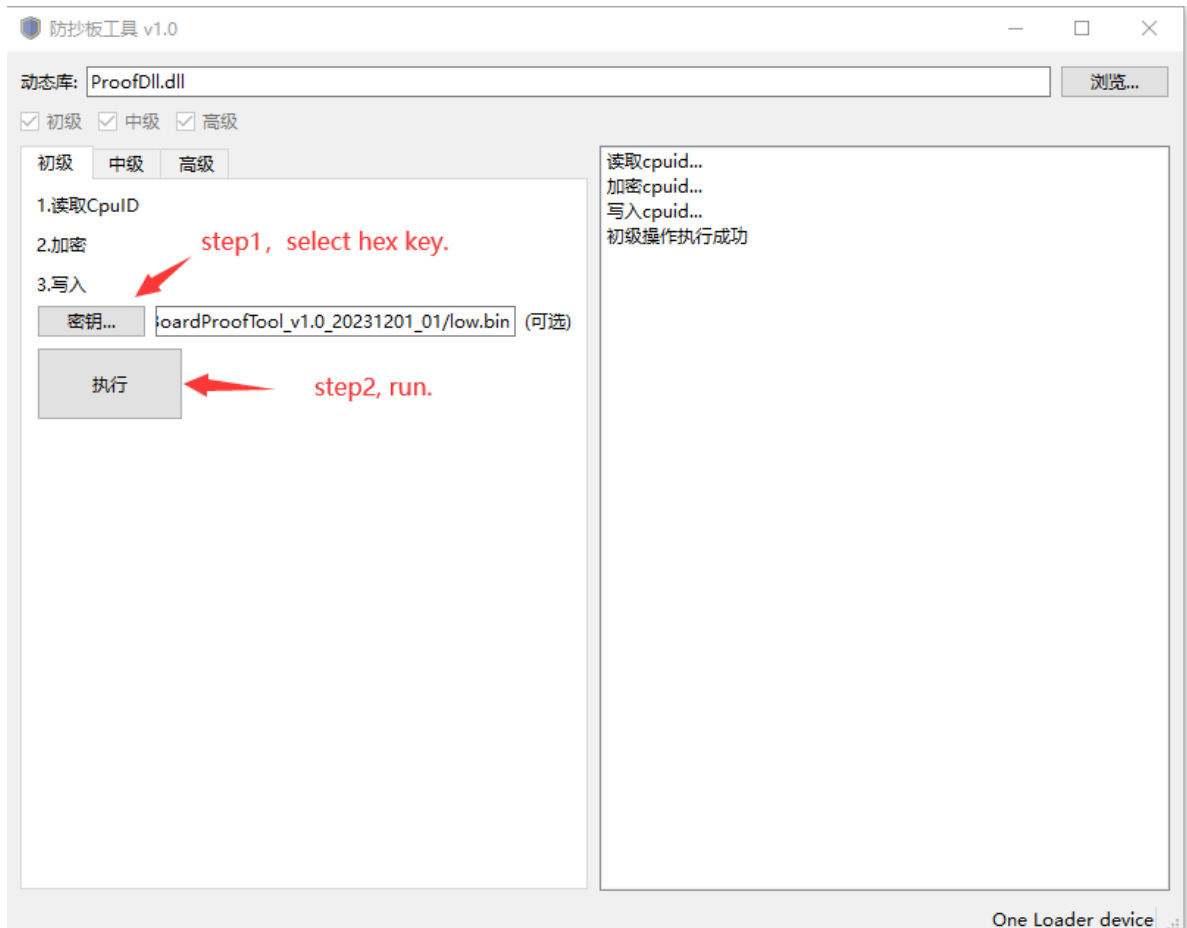 防抄板工具 v1.0
动态库: ProofDll.dll 浏览...
初级 中级 高级
初级 中级 高级
1.读取CpuID
2.加密
step1，select hex key.
3.写入
密钥... oardProofTool_v1.0_20231201_01/low.bin (可选)
执行
step2, run.
读取cpuid...
加密cpuid...
写入cpuid...
初级操作执行成功
One Loader device